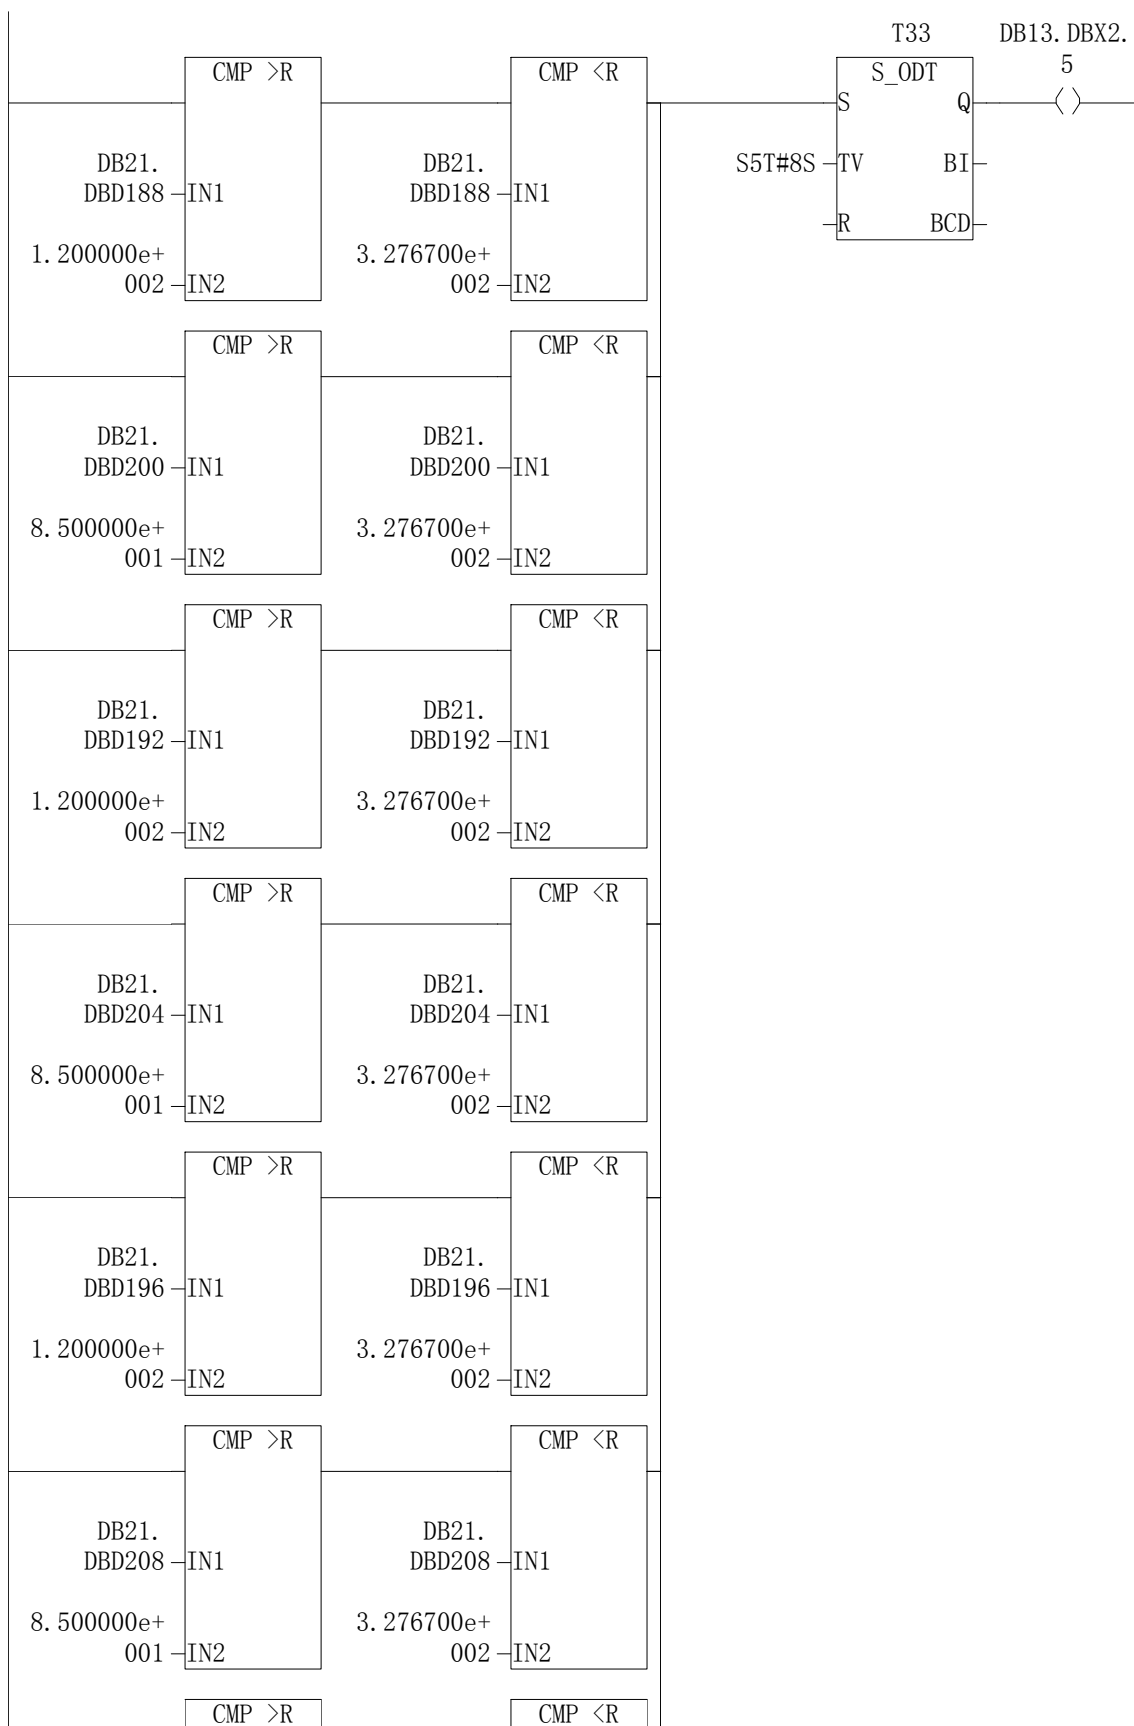 T33
DB13. DBX2.
5
CMP >R
CMP <R
S_ODT
S
Q
DB21.
DBD188
IN1
DB21.
DBD188
IN1
S5T#8S
TV
BI
R
BCD
1.200000e+
002
IN2
3.276700e+
002
IN2
CMP >R
CMP <R
DB21.
DBD200
IN1
DB21.
DBD200
IN1
8.500000e+
001
IN2
3.276700e+
002
IN2
CMP >R
CMP <R
DB21.
DBD192
IN1
DB21.
DBD192
IN1
1.200000e+
002
IN2
3.276700e+
002
IN2
CMP >R
CMP <R
DB21.
DBD204
IN1
DB21.
DBD204
IN1
8.500000e+
001
IN2
3.276700e+
002
IN2
CMP >R
CMP <R
DB21.
DBD196
IN1
DB21.
DBD196
IN1
1.200000e+
002
IN2
3.276700e+
002
IN2
CMP >R
CMP <R
DB21.
DBD208
IN1
DB21.
DBD208
IN1
8.500000e+
001
IN2
3.276700e+
002
IN2
CMP >R
CMP <R